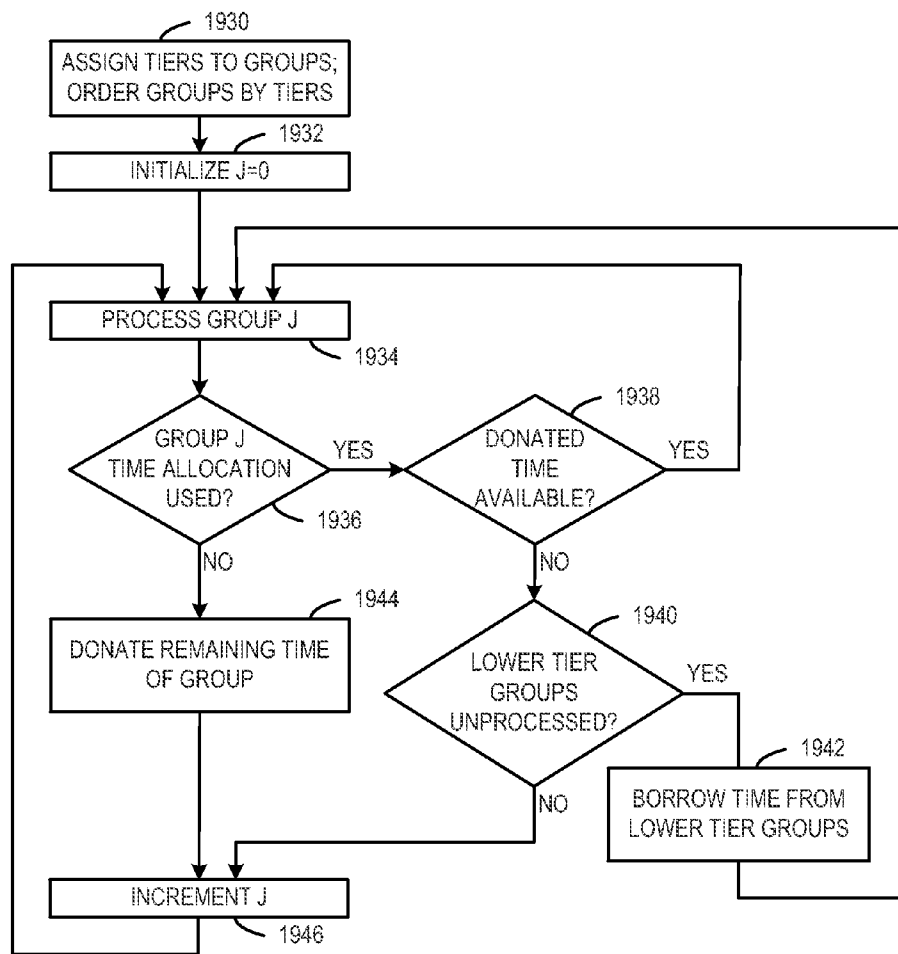 1930
ASSIGN TIERS TO GROUPS;
ORDER GROUPS BY TIERS
1932
INITIALIZE J=0
PROCESS GROUP J
1934
GROUP J
TIME ALLOCATION
USED?
YES
1936
NO
DONATED
TIME
AVAILABLE?
1938
YES
NO
1944
DONATE REMAINING TIME
OF GROUP
LOWER TIER
GROUPS
UNPROCESSED?
1940
YES
NO
1942
BORROW TIME FROM
LOWER TIER GROUPS
INCREMENT J
1946